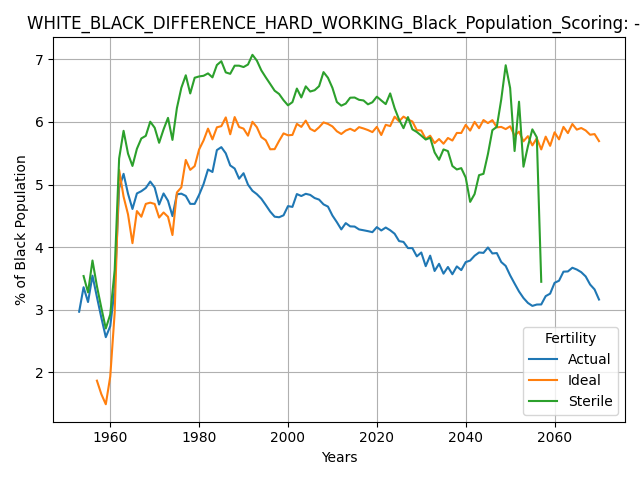 WHITE_BLACK_DIFFERENCE_HARD_WORKING_Black_Population_Scoring: -
7
6
5
4
3
2
% of Black Population
1960 1980 2000 2020 2040 2060
Years
Fertility
Actual
Ideal
Sterile